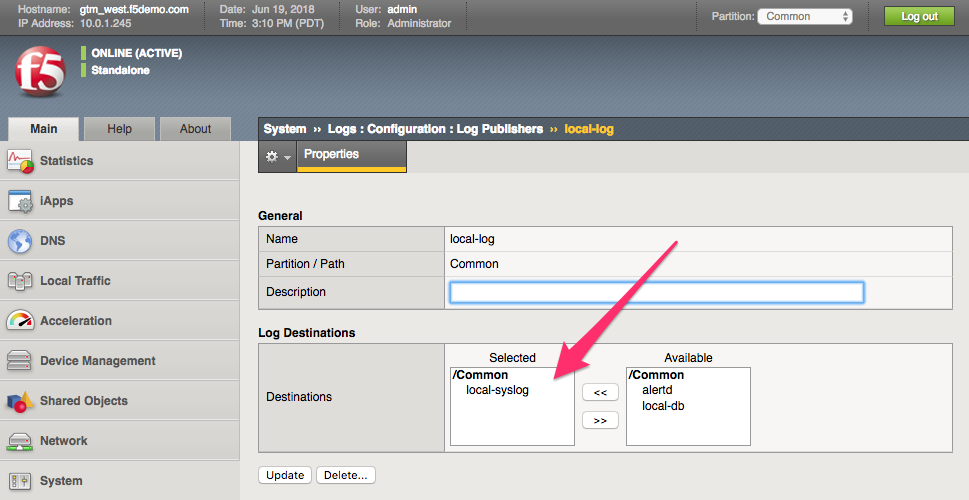 Hostname: gtm_west.f5demo.com Date: Jun 19, 2018 User: admin
IP Address: 10.0.1.245 Time: 3:10 PM (PDT) Role: Administrator
Partition: Common Log out
f5
ONLINE (ACTIVE)
Standalone
Main Help About
Statistics
iApps
DNS
Local Traffic
Acceleration
Device Management
Shared Objects
Network
System
System ›› Logs : Configuration : Log Publishers ›› local-log
Properties
General
Name local-log
Partition / Path Common
Description
Log Destinations
Selected Available
Destinations
/Common
local-syslog
<<
>>
/Common
alertd
local-db
Update Delete...